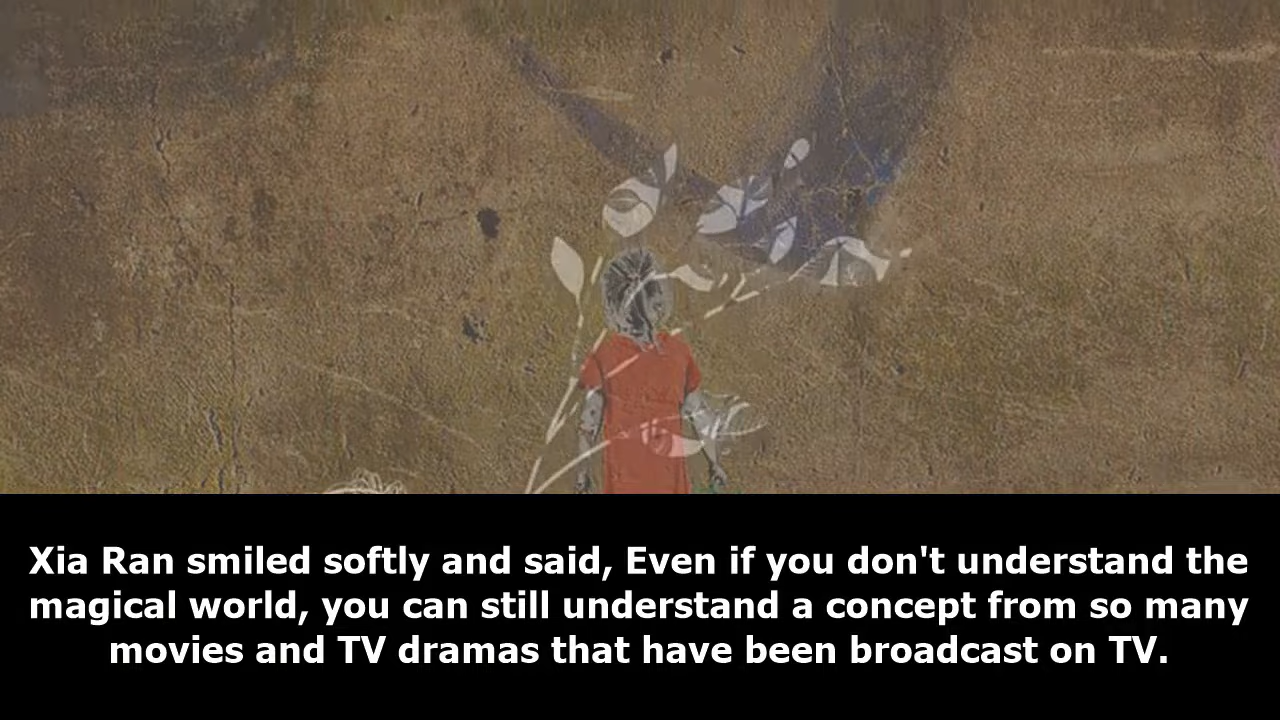 Xia Ran smiled softly and said, Even if you don't understand the
magical world, you can still understand a concept from so many
movies and TV dramas that have been broadcast on TV.